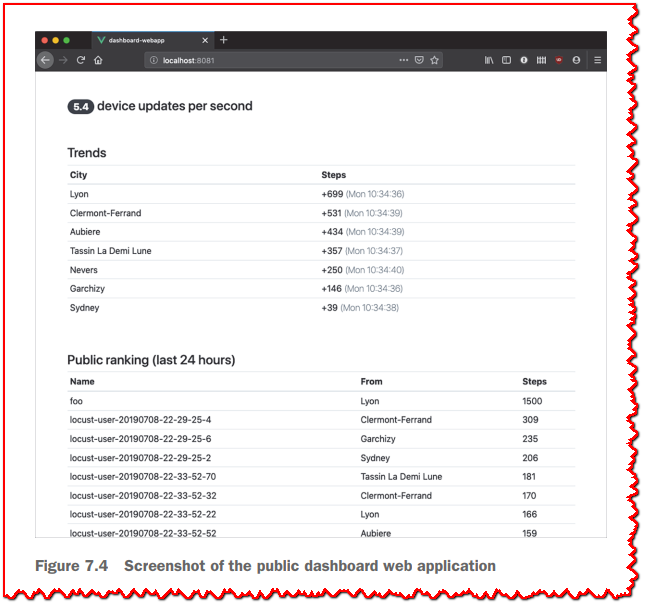 dashboard-webapp
localhost:8081
5.4 device updates per second
Trends
City Steps
Lyon +699 (Mon 10:34:36)
Clermont-Ferrand +531 (Mon 10:34:39)
Aubiere +434 (Mon 10:34:39)
Tassin La Demi Lune +357 (Mon 10:34:37)
Nevers +250 (Mon 10:34:40)
Garchizy +146 (Mon 10:34:36)
Sydney +39 (Mon 10:34:38)
Public ranking (last 24 hours)
Name From Steps
foo Lyon 1500
locust-user-20190708-22-29-25-4 Clermont-Ferrand 309
locust-user-20190708-22-29-25-6 Garchizy 235
locust-user-20190708-22-29-25-2 Sydney 206
locust-user-20190708-22-33-52-70 Tassin La Demi Lune 181
locust-user-20190708-22-33-52-32 Clermont-Ferrand 170
locust-user-20190708-22-33-52-22 Lyon 166
locust-user-20190708-22-33-52-52 Aubiere 159
Figure 7.4 Screenshot of the public dashboard web application